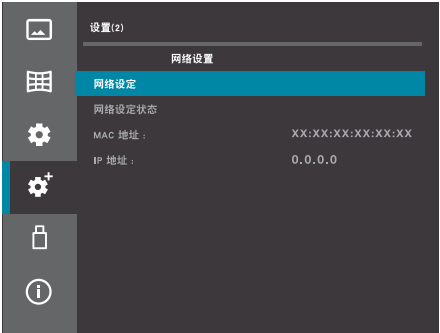 设置(2)
网络设置
网络设定
网络设定状态
MAC 地址： XX:XX:XX:XX:XX:XX
IP 地址： 0.0.0.0